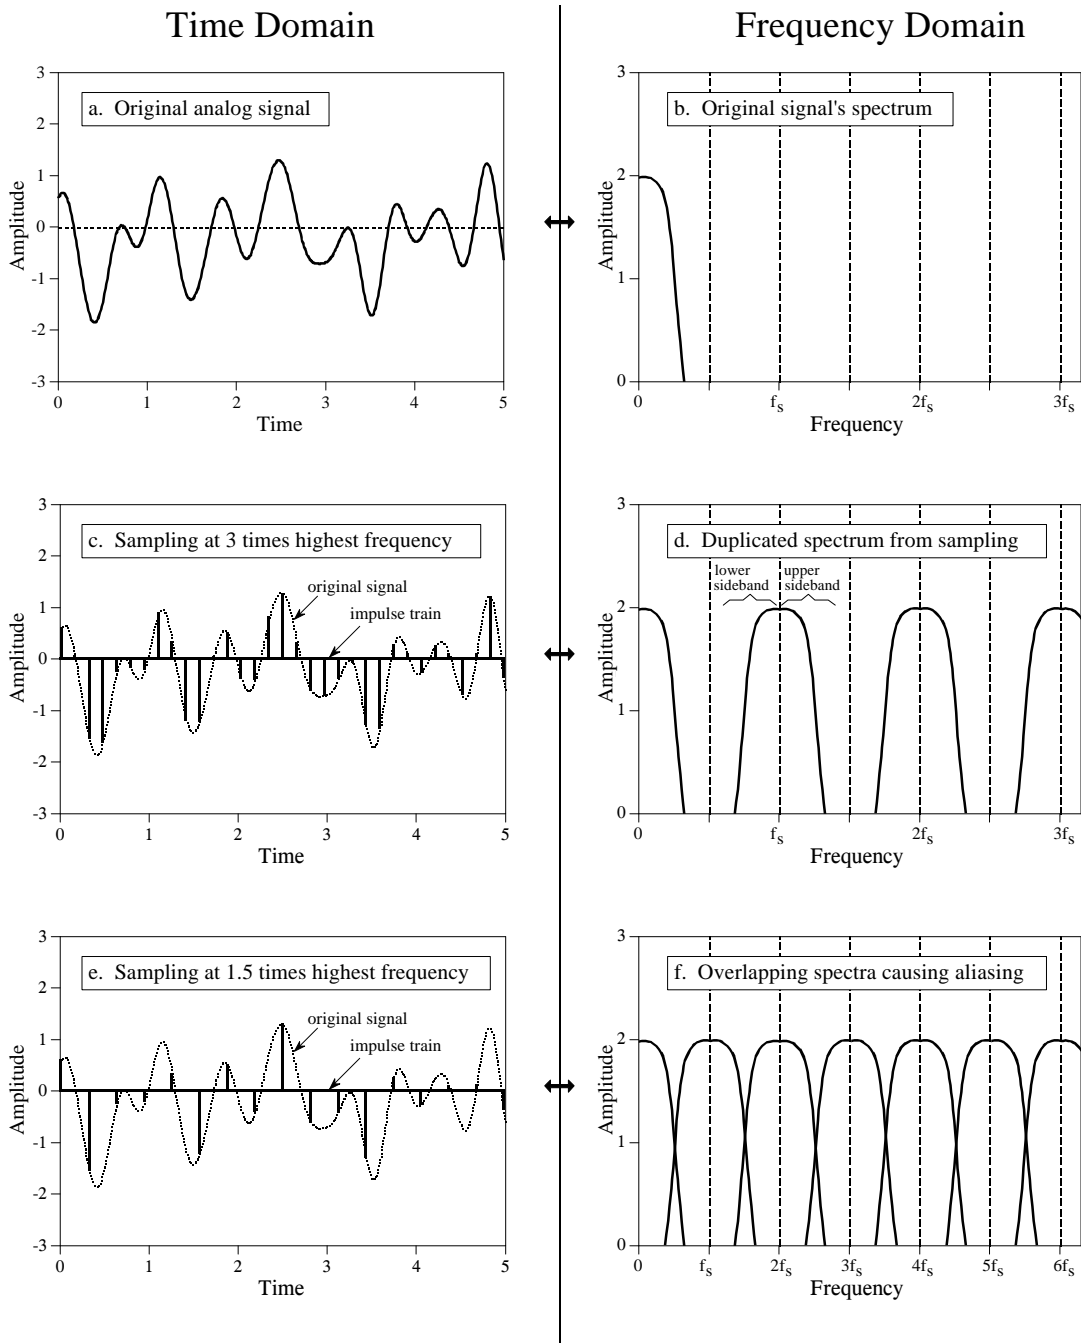 Time Domain
Frequency Domain
3
2
1
0
-1
-2
-3
Amplitude
a. Original analog signal
0 1 2 3 4 5
Time
3
2
1
0
Amplitude
b. Original signal's spectrum
0 fs 2fs 3fs
Frequency
3
2
1
0
-1
-2
-3
Amplitude
c. Sampling at 3 times highest frequency
original signal
impulse train
0 1 2 3 4 5
Time
3
2
1
0
Amplitude
d. Duplicated spectrum from sampling
lower
sideband
upper
sideband
0 fs 2fs 3fs
Frequency
3
2
1
0
-1
-2
-3
Amplitude
e. Sampling at 1.5 times highest frequency
original signal
impulse train
0 1 2 3 4 5
Time
3
2
1
0
Amplitude
f. Overlapping spectra causing aliasing
0 fs 2fs 3fs 4fs 5fs 6fs
Frequency